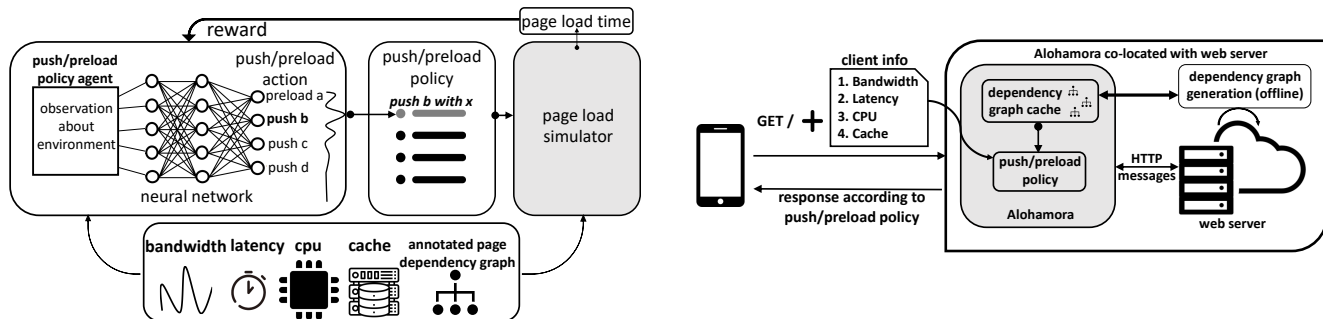 reward
page load time
push/preload
policy agent
observation
about
environment
push/preload
action
preload a
push b
push c
push d
neural network
push/preload
policy
push b with x
page load
simulator
bandwidth
latency
cpu
cache
annotated page
dependency graph
GET /
+
client info
1. Bandwidth
2. Latency
3. CPU
4. Cache
response according to
push/preload policy
Alohamora co-located with web server
dependency
graph cache
push/preload
policy
Alohamora
dependency graph
generation (offline)
HTTP
messages
web server